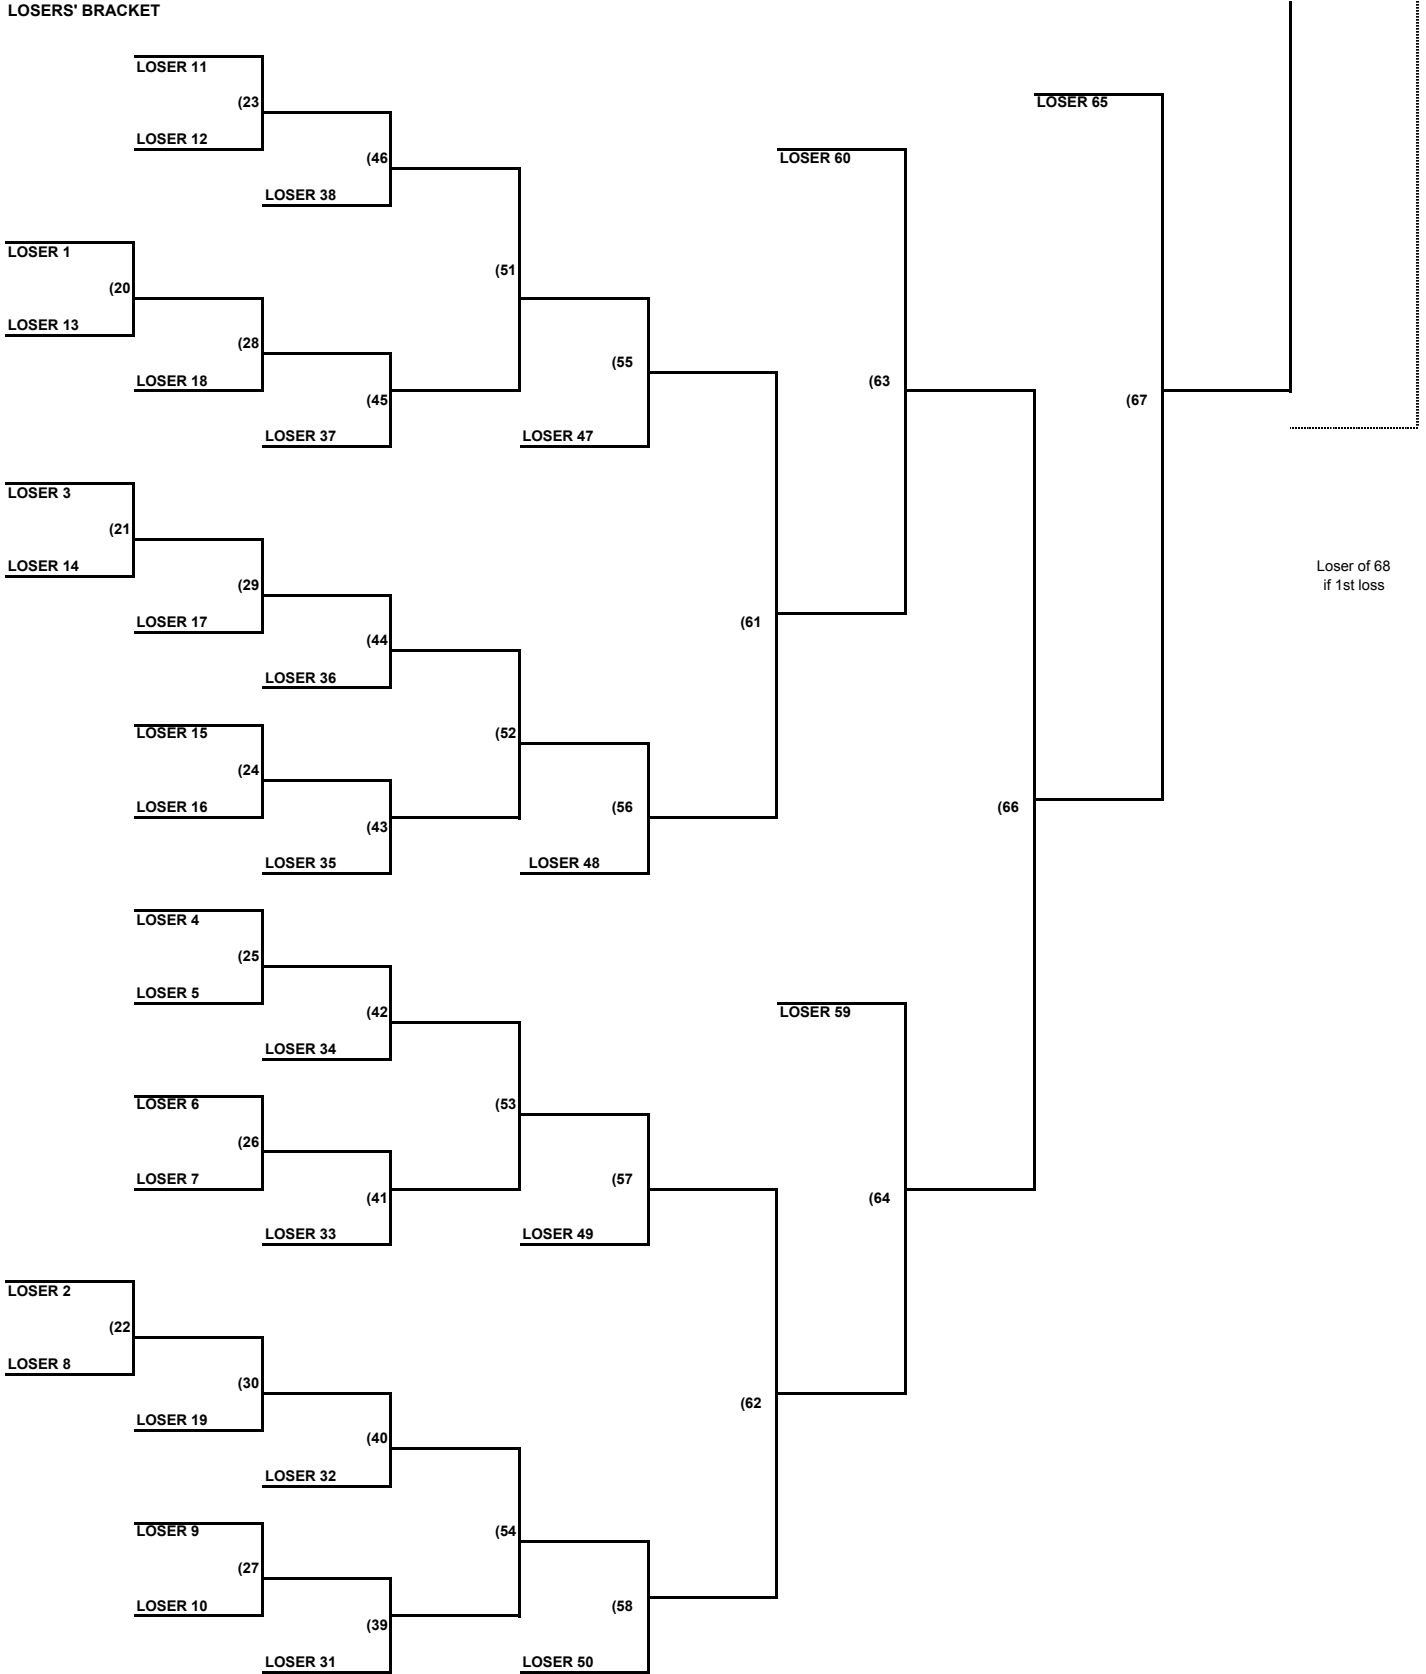 LOSERS' BRACKET
LOSER 11
LOSER 65
(23
LOSER 12
LOSER 60
(46
LOSER 38
LOSER 1
(51
(20
LOSER 13
(28
(55
LOSER 18
(63
(45
(67
LOSER 37
LOSER 47
LOSER 3
(21
LOSER 14
Loser of 68
if 1st loss
(29
LOSER 17
(61
(44
LOSER 36
LOSER 15
(52
(24
LOSER 16
(56
(66
(43
LOSER 35
LOSER 48
LOSER 4
(25
LOSER 5
(42
LOSER 59
LOSER 34
LOSER 6
(53
(26
LOSER 7
(57
(41
(64
LOSER 33
LOSER 49
LOSER 2
(22
LOSER 8
(30
(62
LOSER 19
(40
LOSER 32
LOSER 9
(54
(27
LOSER 10
(58
(39
LOSER 31
LOSER 50